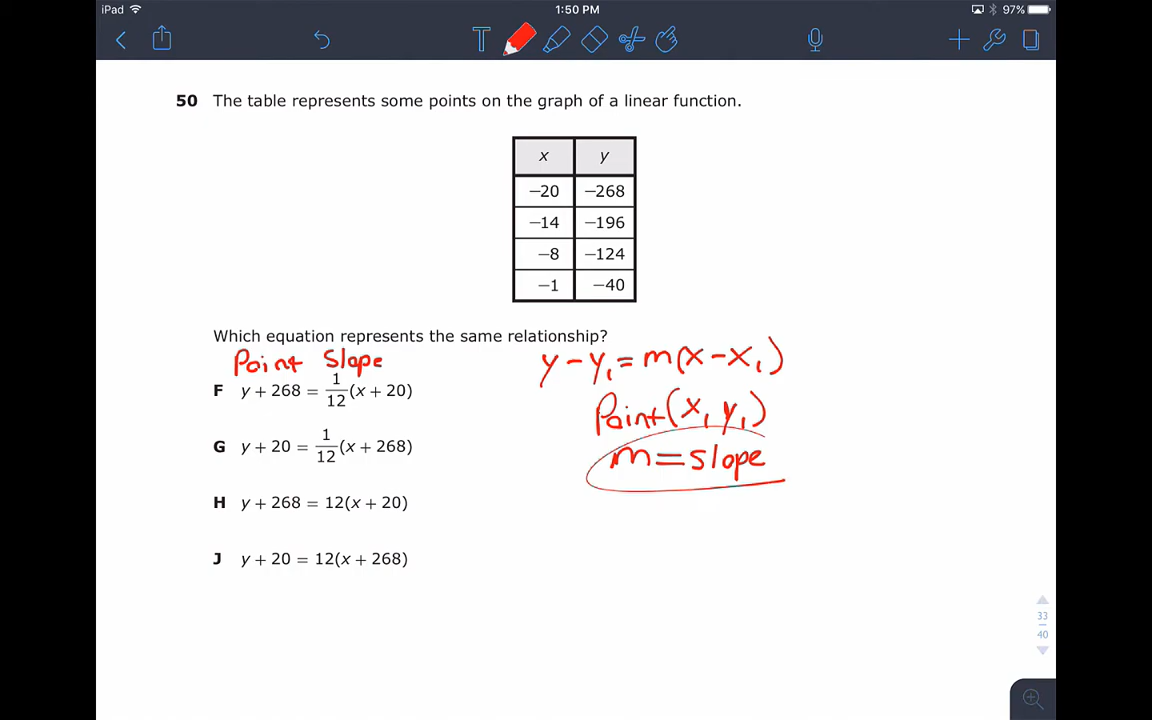 iPad 1:50 PM 97%
T
50 The table represents some points on the graph of a linear function.
x y
−20 −268
−14 −196
−8 −124
−1 −40
Which equation represents the same relationship?
Point Slope
y − y₁ = m(x − x₁)
F y + 268 = 1/12(x + 20)
Point(x₁ y₁)
G y + 20 = 1/12(x + 268)
m = slope
H y + 268 = 12(x + 20)
J y + 20 = 12(x + 268)
33
40